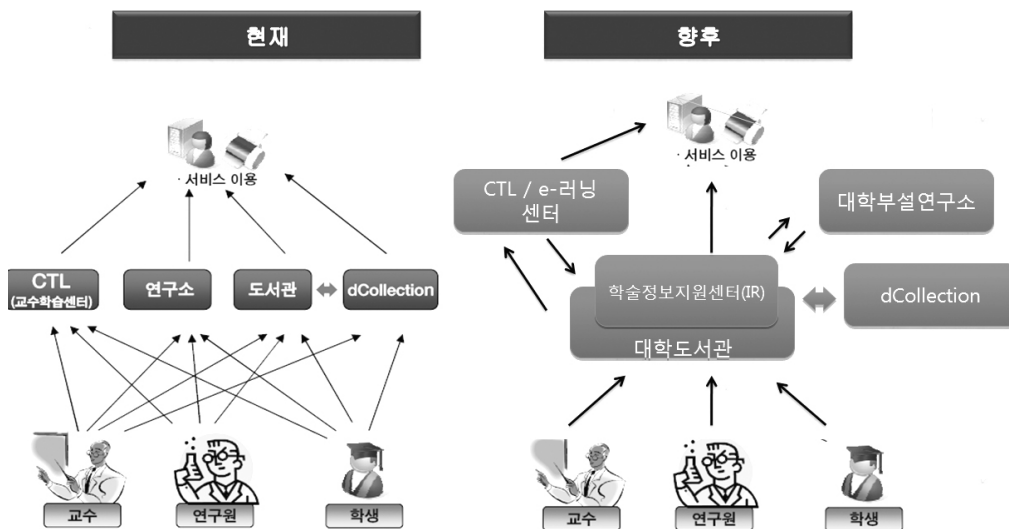 현재
· 서비스 이용
CTL
(교수학습센터)
연구소
도서관
dCollection
교수
연구원
학생
향후
· 서비스 이용
CTL / e-러닝
센터
대학부설연구소
학술정보지원센터(IR)
dCollection
대학도서관
교수
연구원
학생